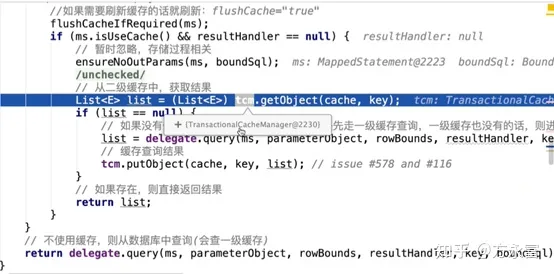 //如果需要刷新缓存的话就刷新: flushCache="true"
flushCacheIfRequired(ms);
if (ms.isUseCache() && resultHandler == null) { resultHandler: null
// 暂时忽略，存储过程相关
ensureNoOutParams(ms, boundSql); ms: MappedStatement@2223 boundSql: Bound
/unchecked/
// 从二级缓存中，获取结果
List<E> list = (List<E>) tcm.getObject(cache, key); tcm: TransactionalCach
if (list == null) {
+ {TransactionalCacheManager@2230}
// 如果没有 先走一级缓存查询，一级缓存也没有的话，则进
list = delegate.query(ms, parameterObject, rowBounds, resultHandler, ke
// 缓存查询结果
tcm.putObject(cache, key, list); // issue #578 and #116
}
// 如果存在，则直接返回结果
return list;
}
}
// 不使用缓存，则从数据库中查询(会查一级缓存)
return delegate.query(ms, parameterObject, rowBounds, resultHandler, key, boundSql)
知乎